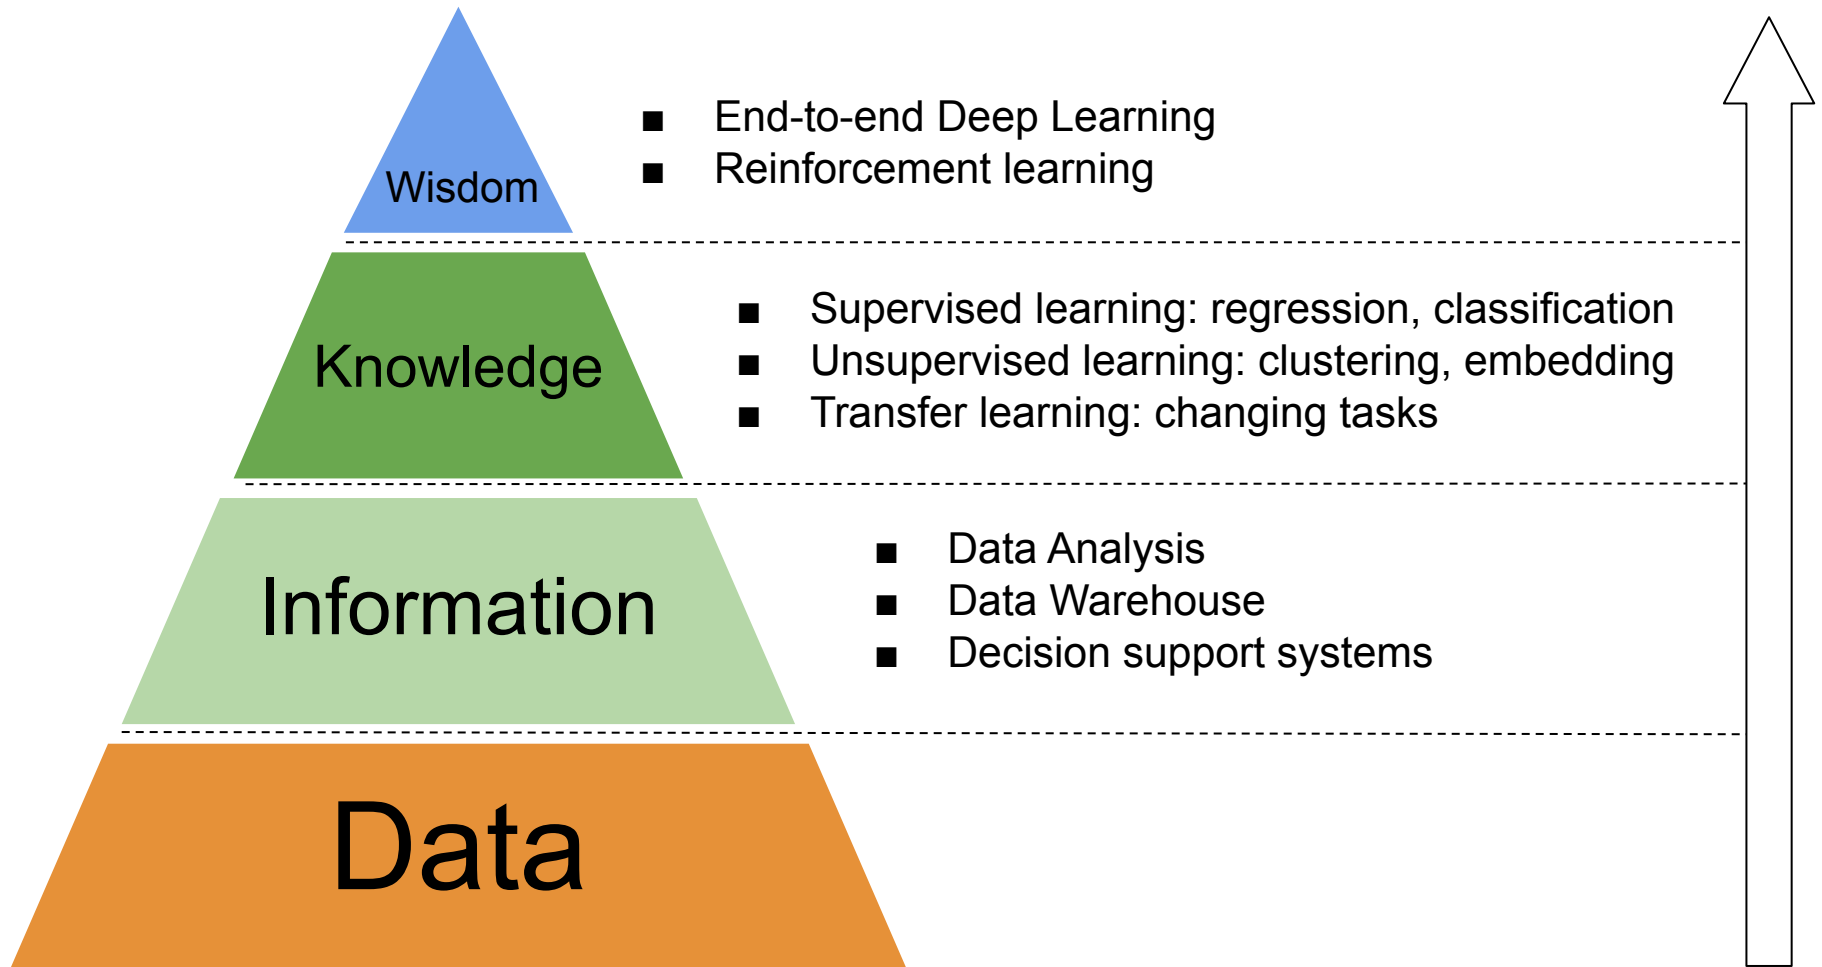 Wisdom
■ End-to-end Deep Learning
■ Reinforcement learning
Knowledge
■ Supervised learning: regression, classification
■ Unsupervised learning: clustering, embedding
■ Transfer learning: changing tasks
Information
■ Data Analysis
■ Data Warehouse
■ Decision support systems
Data